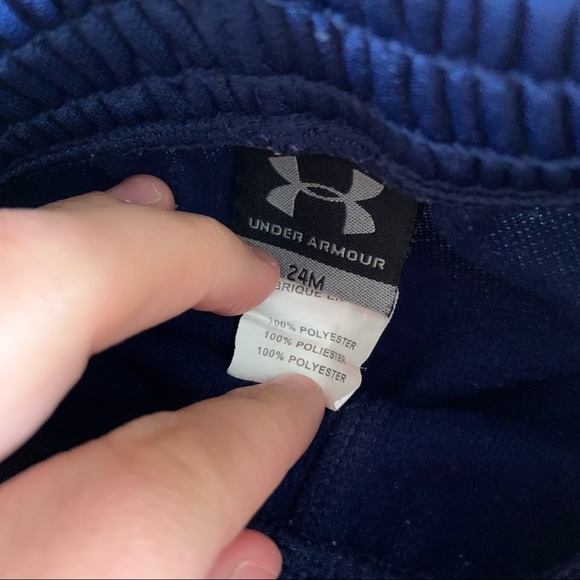 UNDER ARMOUR
24M
100% POLYESTER
100% POLIESTER
100% POLYESTER